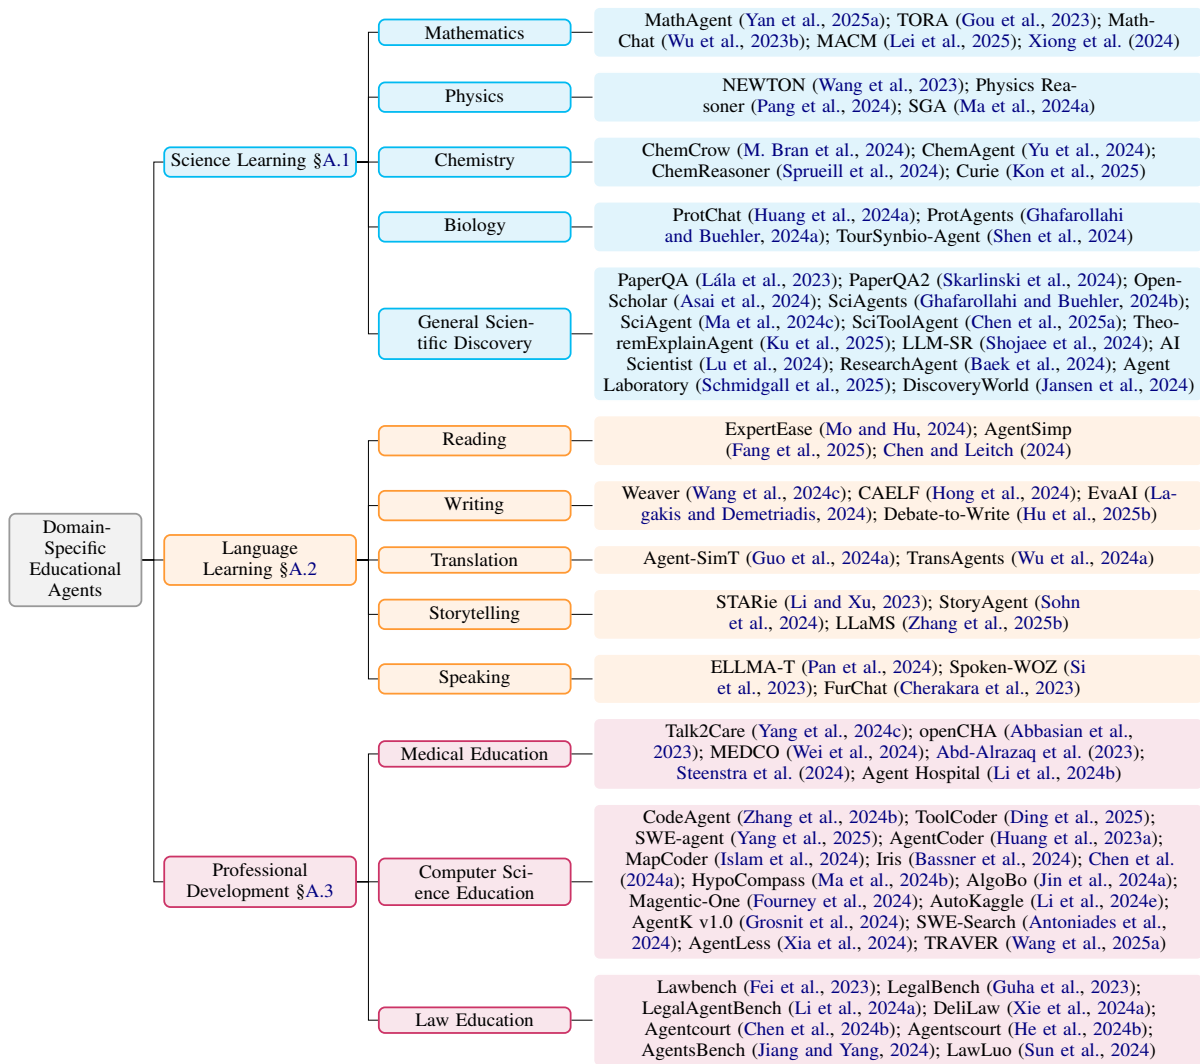 Domain-
Specific
Educational
Agents
Science Learning §A.1
Mathematics
MathAgent (Yan et al., 2025a); TORA (Gou et al., 2023); Math-
Chat (Wu et al., 2023b); MACM (Lei et al., 2025); Xiong et al. (2024)
Physics
NEWTON (Wang et al., 2023); Physics Rea-
soner (Pang et al., 2024); SGA (Ma et al., 2024a)
Chemistry
ChemCrow (M. Bran et al., 2024); ChemAgent (Yu et al., 2024);
ChemReasoner (Sprueill et al., 2024); Curie (Kon et al., 2025)
Biology
ProtChat (Huang et al., 2024a); ProtAgents (Ghafarollahi
and Buehler, 2024a); TourSynbio-Agent (Shen et al., 2024)
General Scien-
tific Discovery
PaperQA (Lála et al., 2023); PaperQA2 (Skarlinski et al., 2024); Open-
Scholar (Asai et al., 2024); SciAgents (Ghafarollahi and Buehler, 2024b);
SciAgent (Ma et al., 2024c); SciToolAgent (Chen et al., 2025a); Theo-
remExplainAgent (Ku et al., 2025); LLM-SR (Shojaee et al., 2024); AI
Scientist (Lu et al., 2024); ResearchAgent (Baek et al., 2024); Agent
Laboratory (Schmidgall et al., 2025); DiscoveryWorld (Jansen et al., 2024)
Language
Learning §A.2
Reading
ExpertEase (Mo and Hu, 2024); AgentSimp
(Fang et al., 2025); Chen and Leitch (2024)
Writing
Weaver (Wang et al., 2024c); CAELF (Hong et al., 2024); EvaAI (La-
gakis and Demetriadis, 2024); Debate-to-Write (Hu et al., 2025b)
Translation
Agent-SimT (Guo et al., 2024a); TransAgents (Wu et al., 2024a)
Storytelling
STARie (Li and Xu, 2023); StoryAgent (Sohn
et al., 2024); LLaMS (Zhang et al., 2025b)
Speaking
ELLMA-T (Pan et al., 2024); Spoken-WOZ (Si
et al., 2023); FurChat (Cherakara et al., 2023)
Professional
Development §A.3
Medical Education
Talk2Care (Yang et al., 2024c); openCHA (Abbasian et al.,
2023); MEDCO (Wei et al., 2024); Abd-Alrazaq et al. (2023);
Steenstra et al. (2024); Agent Hospital (Li et al., 2024b)
Computer Sci-
ence Education
CodeAgent (Zhang et al., 2024b); ToolCoder (Ding et al., 2025);
SWE-agent (Yang et al., 2025); AgentCoder (Huang et al., 2023a);
MapCoder (Islam et al., 2024); Iris (Bassner et al., 2024); Chen et al.
(2024a); HypoCompass (Ma et al., 2024b); AlgoBo (Jin et al., 2024a);
Magentic-One (Fourney et al., 2024); AutoKaggle (Li et al., 2024e);
AgentK v1.0 (Grosnit et al., 2024); SWE-Search (Antoniades et al.,
2024); AgentLess (Xia et al., 2024); TRAVER (Wang et al., 2025a)
Law Education
Lawbench (Fei et al., 2023); LegalBench (Guha et al., 2023);
LegalAgentBench (Li et al., 2024a); DeliLaw (Xie et al., 2024a);
Agentcourt (Chen et al., 2024b); Agentscourt (He et al., 2024b);
AgentsBench (Jiang and Yang, 2024); LawLuo (Sun et al., 2024)